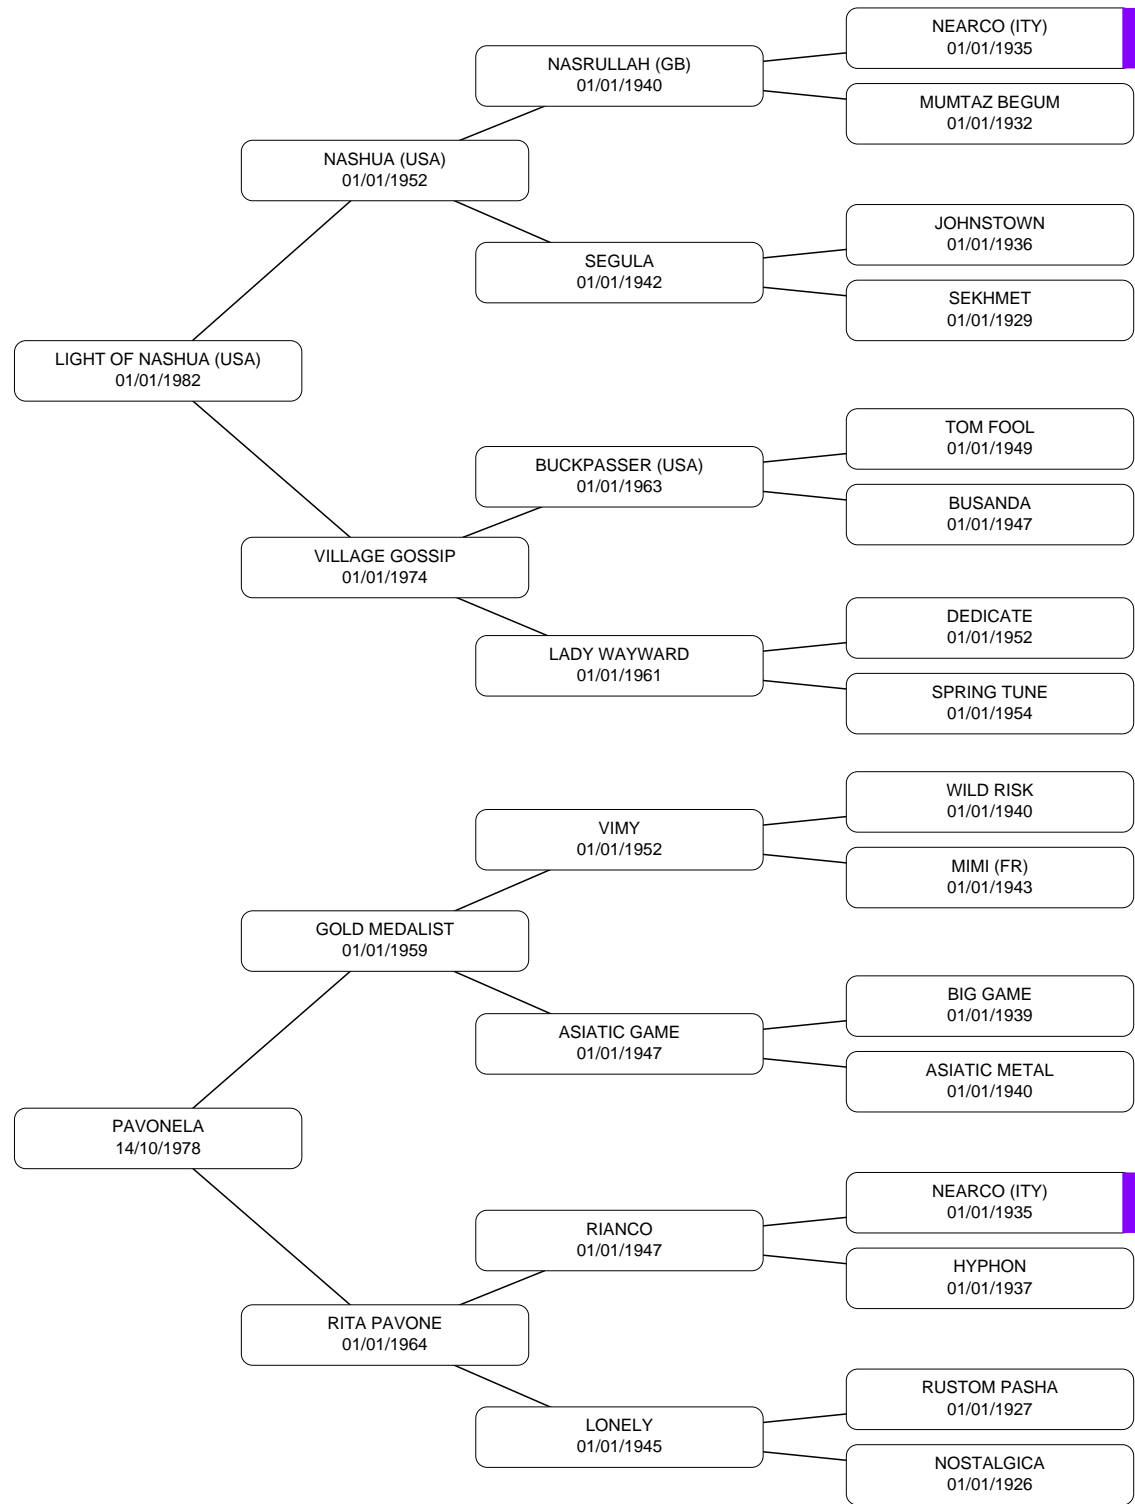 NEARCO (ITY)
01/01/1935
NASRULLAH (GB)
01/01/1940
MUMTAZ BEGUM
01/01/1932
NASHUA (USA)
01/01/1952
JOHNSTOWN
01/01/1936
SEGULA
01/01/1942
SEKHMET
01/01/1929
LIGHT OF NASHUA (USA)
01/01/1982
TOM FOOL
01/01/1949
BUCKPASSER (USA)
01/01/1963
BUSANDA
01/01/1947
VILLAGE GOSSIP
01/01/1974
DEDICATE
01/01/1952
LADY WAYWARD
01/01/1961
SPRING TUNE
01/01/1954
WILD RISK
01/01/1940
VIMY
01/01/1952
MIMI (FR)
01/01/1943
GOLD MEDALIST
01/01/1959
BIG GAME
01/01/1939
ASIATIC GAME
01/01/1947
ASIATIC METAL
01/01/1940
PAVONELA
14/10/1978
NEARCO (ITY)
01/01/1935
RIANCO
01/01/1947
HYPHON
01/01/1937
RITA PAVONE
01/01/1964
RUSTOM PASHA
01/01/1927
LONELY
01/01/1945
NOSTALGICA
01/01/1926